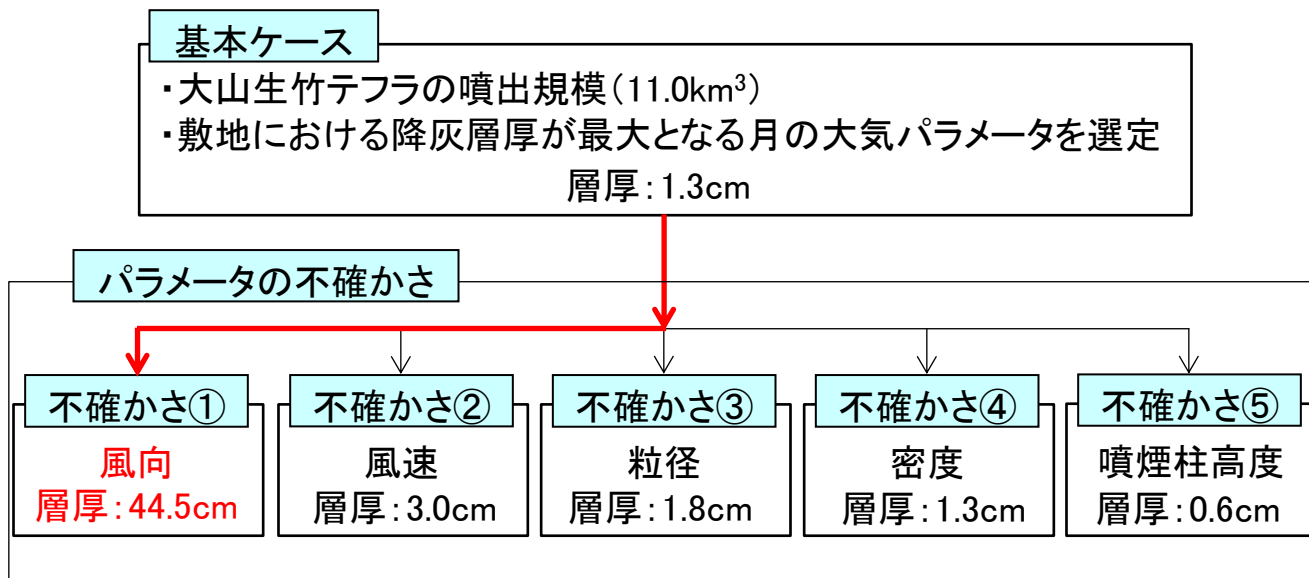 基本ケース
・大山生竹テフラの噴出規模(11.0km³)
・敷地における降灰層厚が最大となる月の大気パラメータを選定
層厚:1.3cm
パラメータの不確かさ
不確かさ①
風向
層厚:44.5cm
不確かさ②
風速
層厚:3.0cm
不確かさ③
粒径
層厚:1.8cm
不確かさ④
密度
層厚:1.3cm
不確かさ⑤
噴煙柱高度
層厚:0.6cm